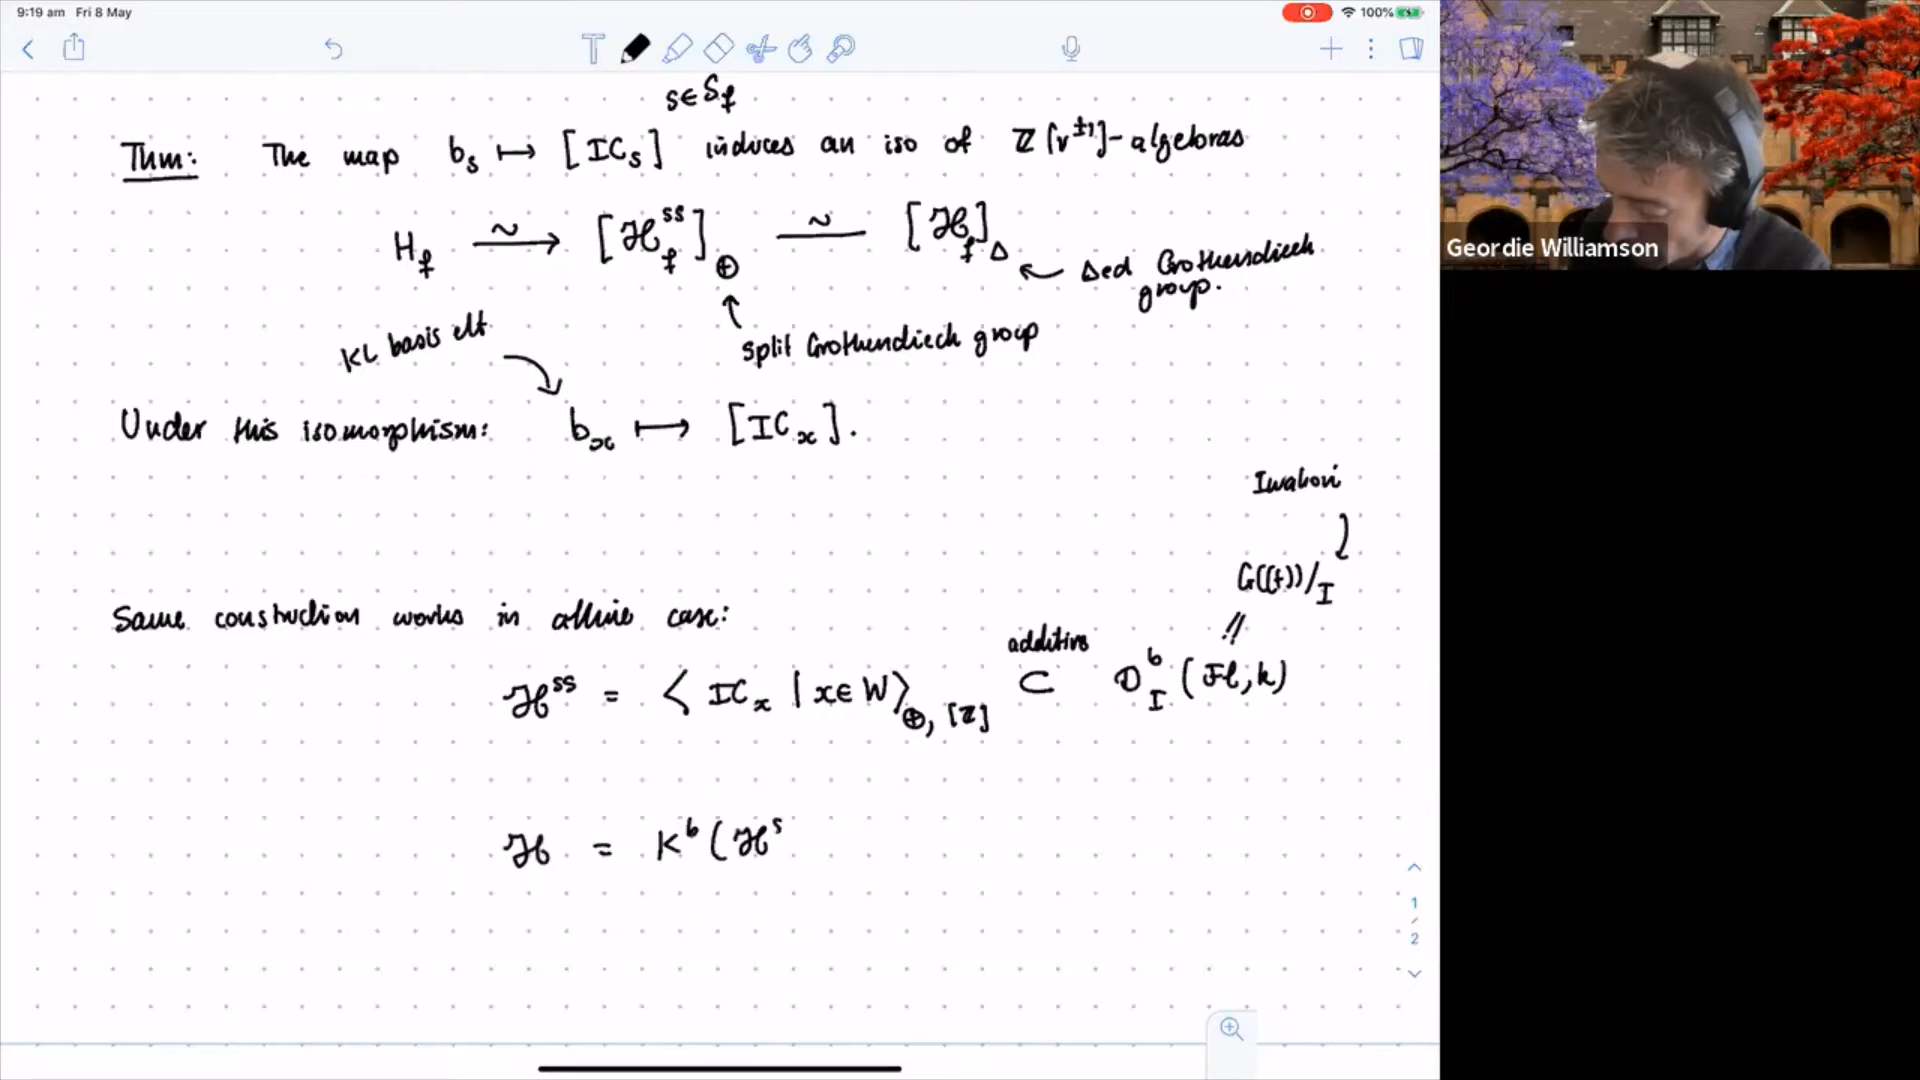 9:19 am Fri 8 May
100%
s∈S_f
Thm: The map b_s ↦ [IC_s] induces an iso of ℤ[v^{±1}]-algebras
H_f ⥲ [ℋ_f^{ss}]_⊕ ~ [ℋ_f]_Δ
Δed Grothendieck group.
split Grothendieck group
KL basis elt
Under this isomorphism: b_x ↦ [IC_x].
Iwahori
G((t))/I
Same construction works in affine case:
additive
ℋ^{ss} = ⟨ IC_x | x∈W⟩_{⊕, [ℤ]} ⊂ D^b_I (Fl, k)
ℋ = K^b (ℋ^s
1
/
2
Geordie Williamson